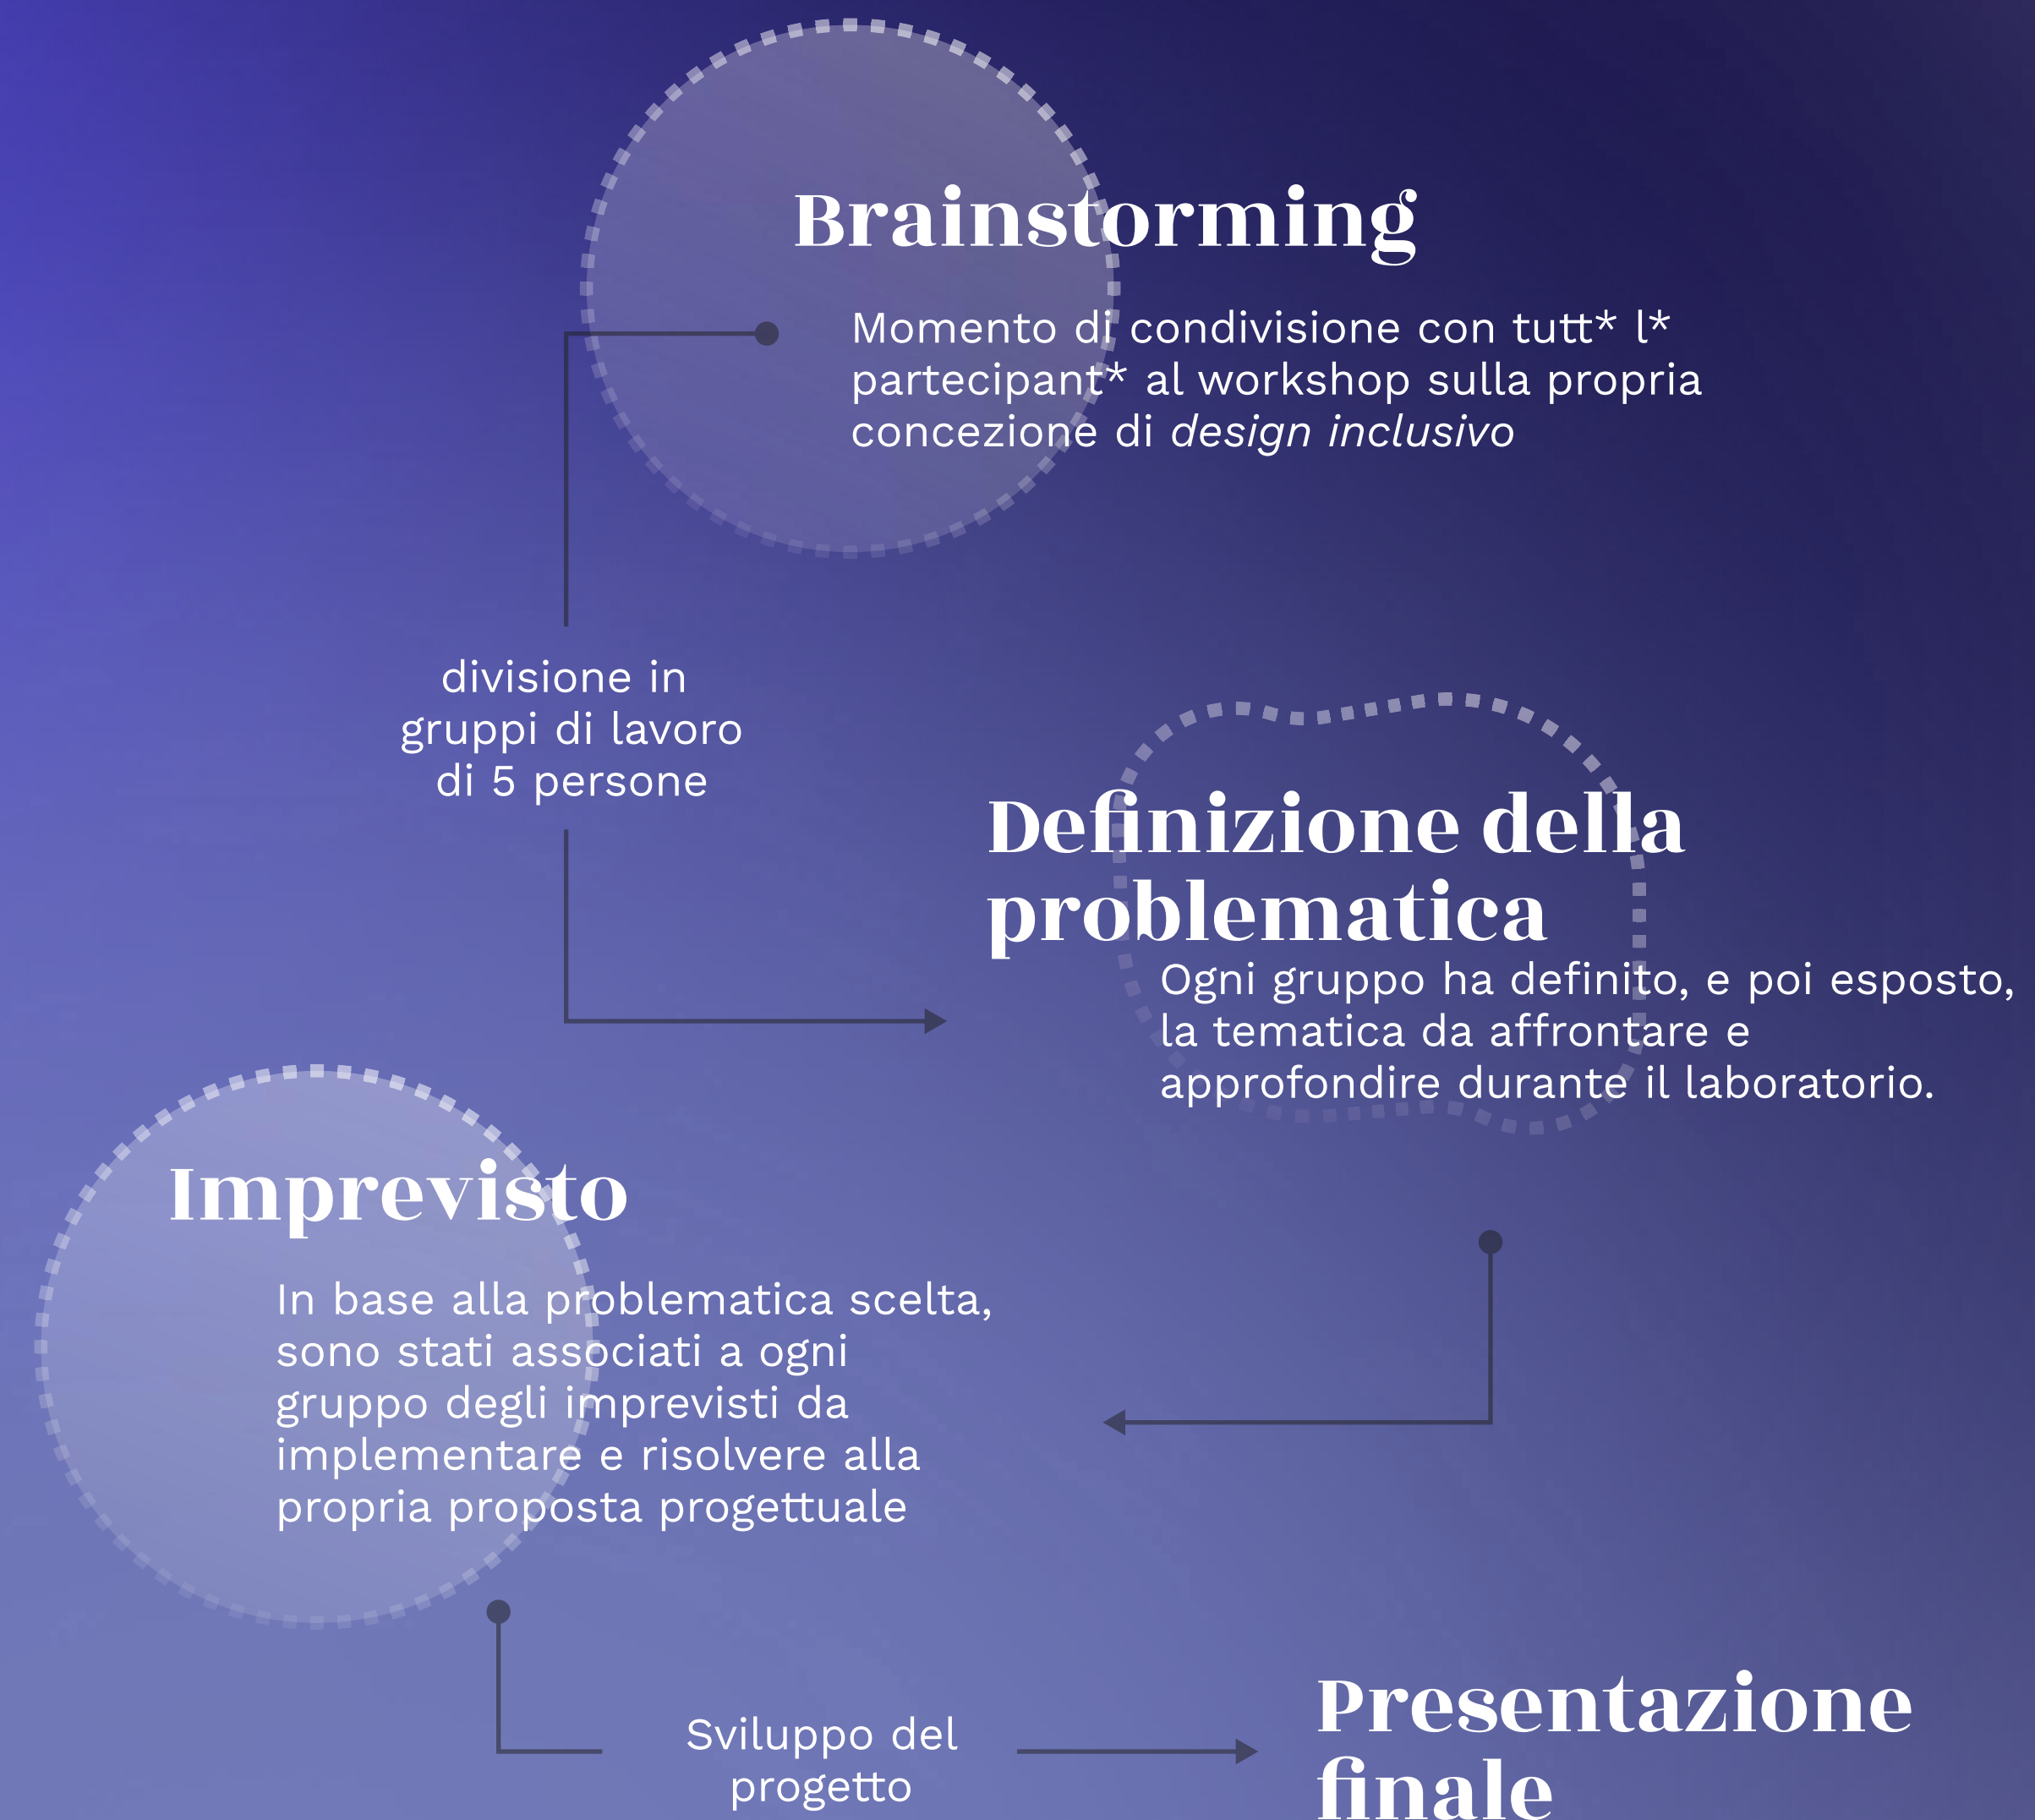 Brainstorming
Momento di condivisione con tutt* l*
partecipant* al workshop sulla propria
concezione di design inclusivo
divisione in
gruppi di lavoro
di 5 persone
Definizione della
problematica
Ogni gruppo ha definito, e poi esposto,
la tematica da affrontare e
approfondire durante il laboratorio.
Imprevisto
In base alla problematica scelta,
sono stati associati a ogni
gruppo degli imprevisti da
implementare e risolvere alla
propria proposta progettuale
Sviluppo del
progetto
Presentazione
finale